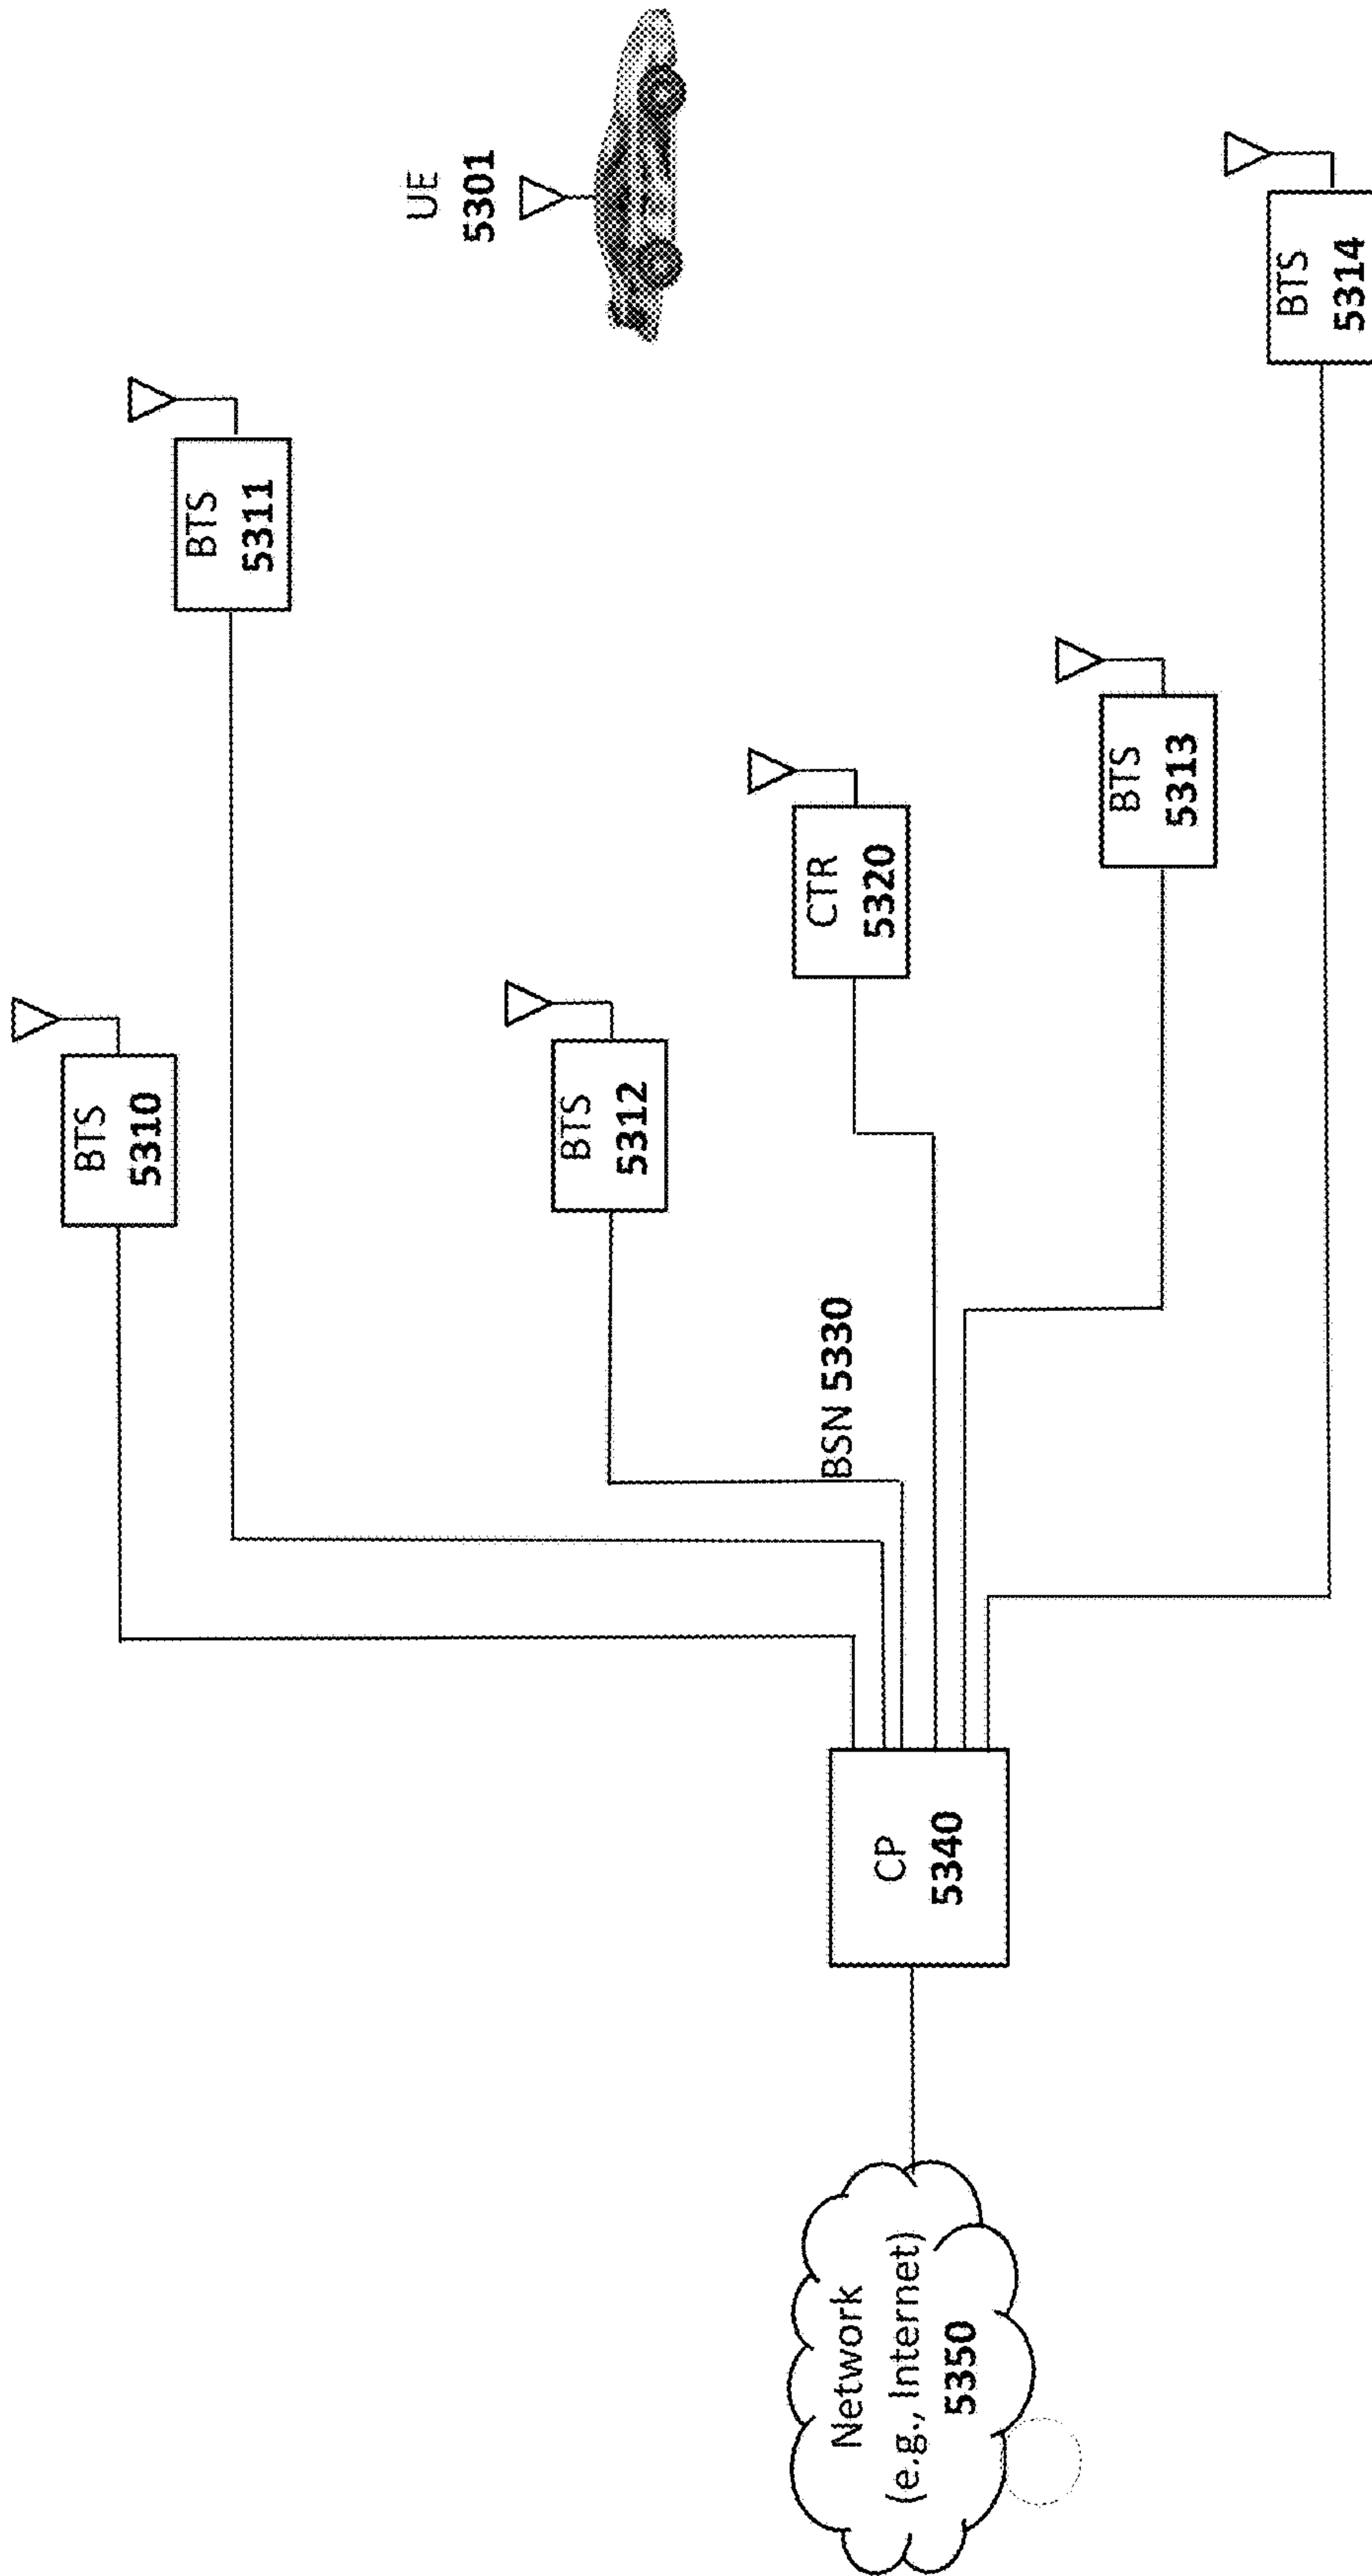 UE
5301
BTS
5311
BTS
5314
BTS
5310
BTS
5312
CTR
5320
BTS
5313
BSN 5330
CP
5340
Network
(e.g., Internet)
5350